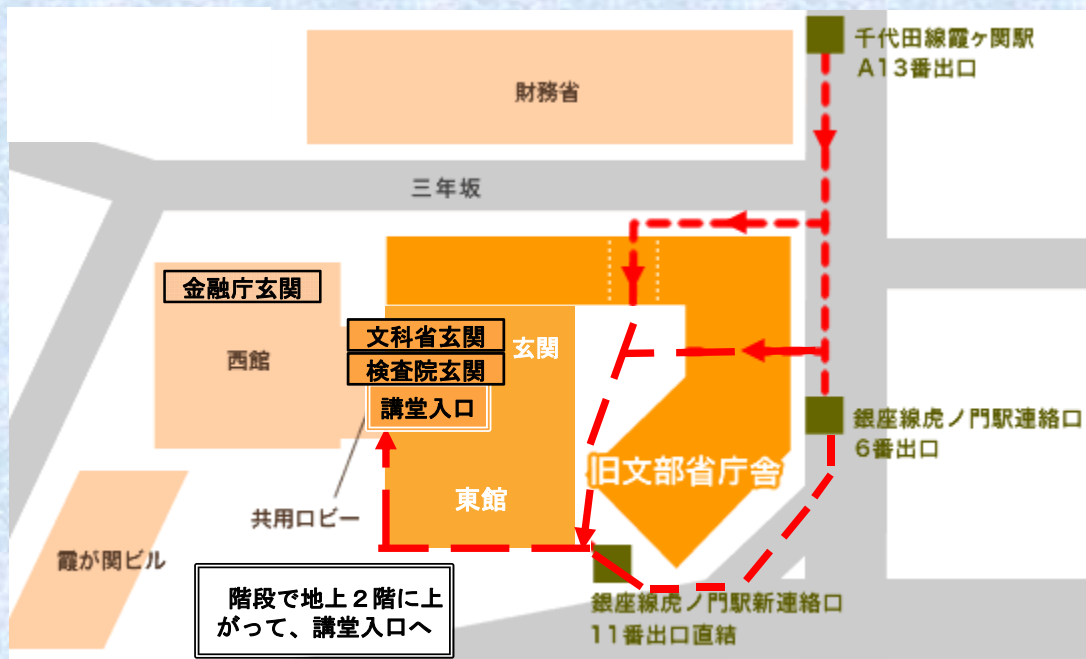 千代田線霞ヶ関駅
A13番出口
財務省
三年坂
金融庁玄関
文科省玄関
玄関
西館
検査院玄関
講堂入口
銀座線虎ノ門駅連絡口
6番出口
旧文部省庁舎
東館
共用ロビー
霞が関ビル
階段で地上2階に上
がって、講堂入口へ
銀座線虎ノ門駅新連絡口
11番出口直結